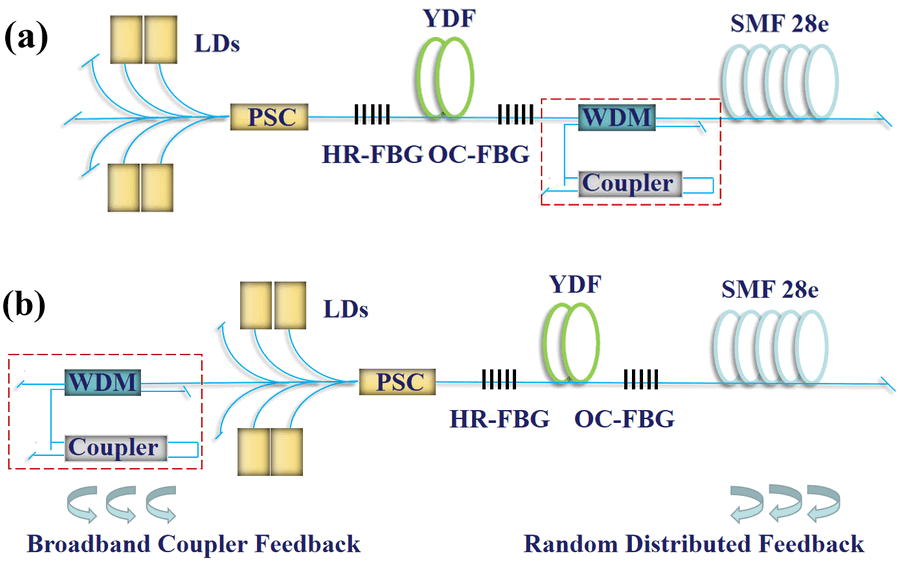 (a)
LDs
YDF
SMF 28e
PSC
WDM
HR-FBG OC-FBG
Coupler
(b)
LDs
YDF
SMF 28e
WDM
PSC
HR-FBG
OC-FBG
Coupler
Broadband Coupler Feedback
Random Distributed Feedback